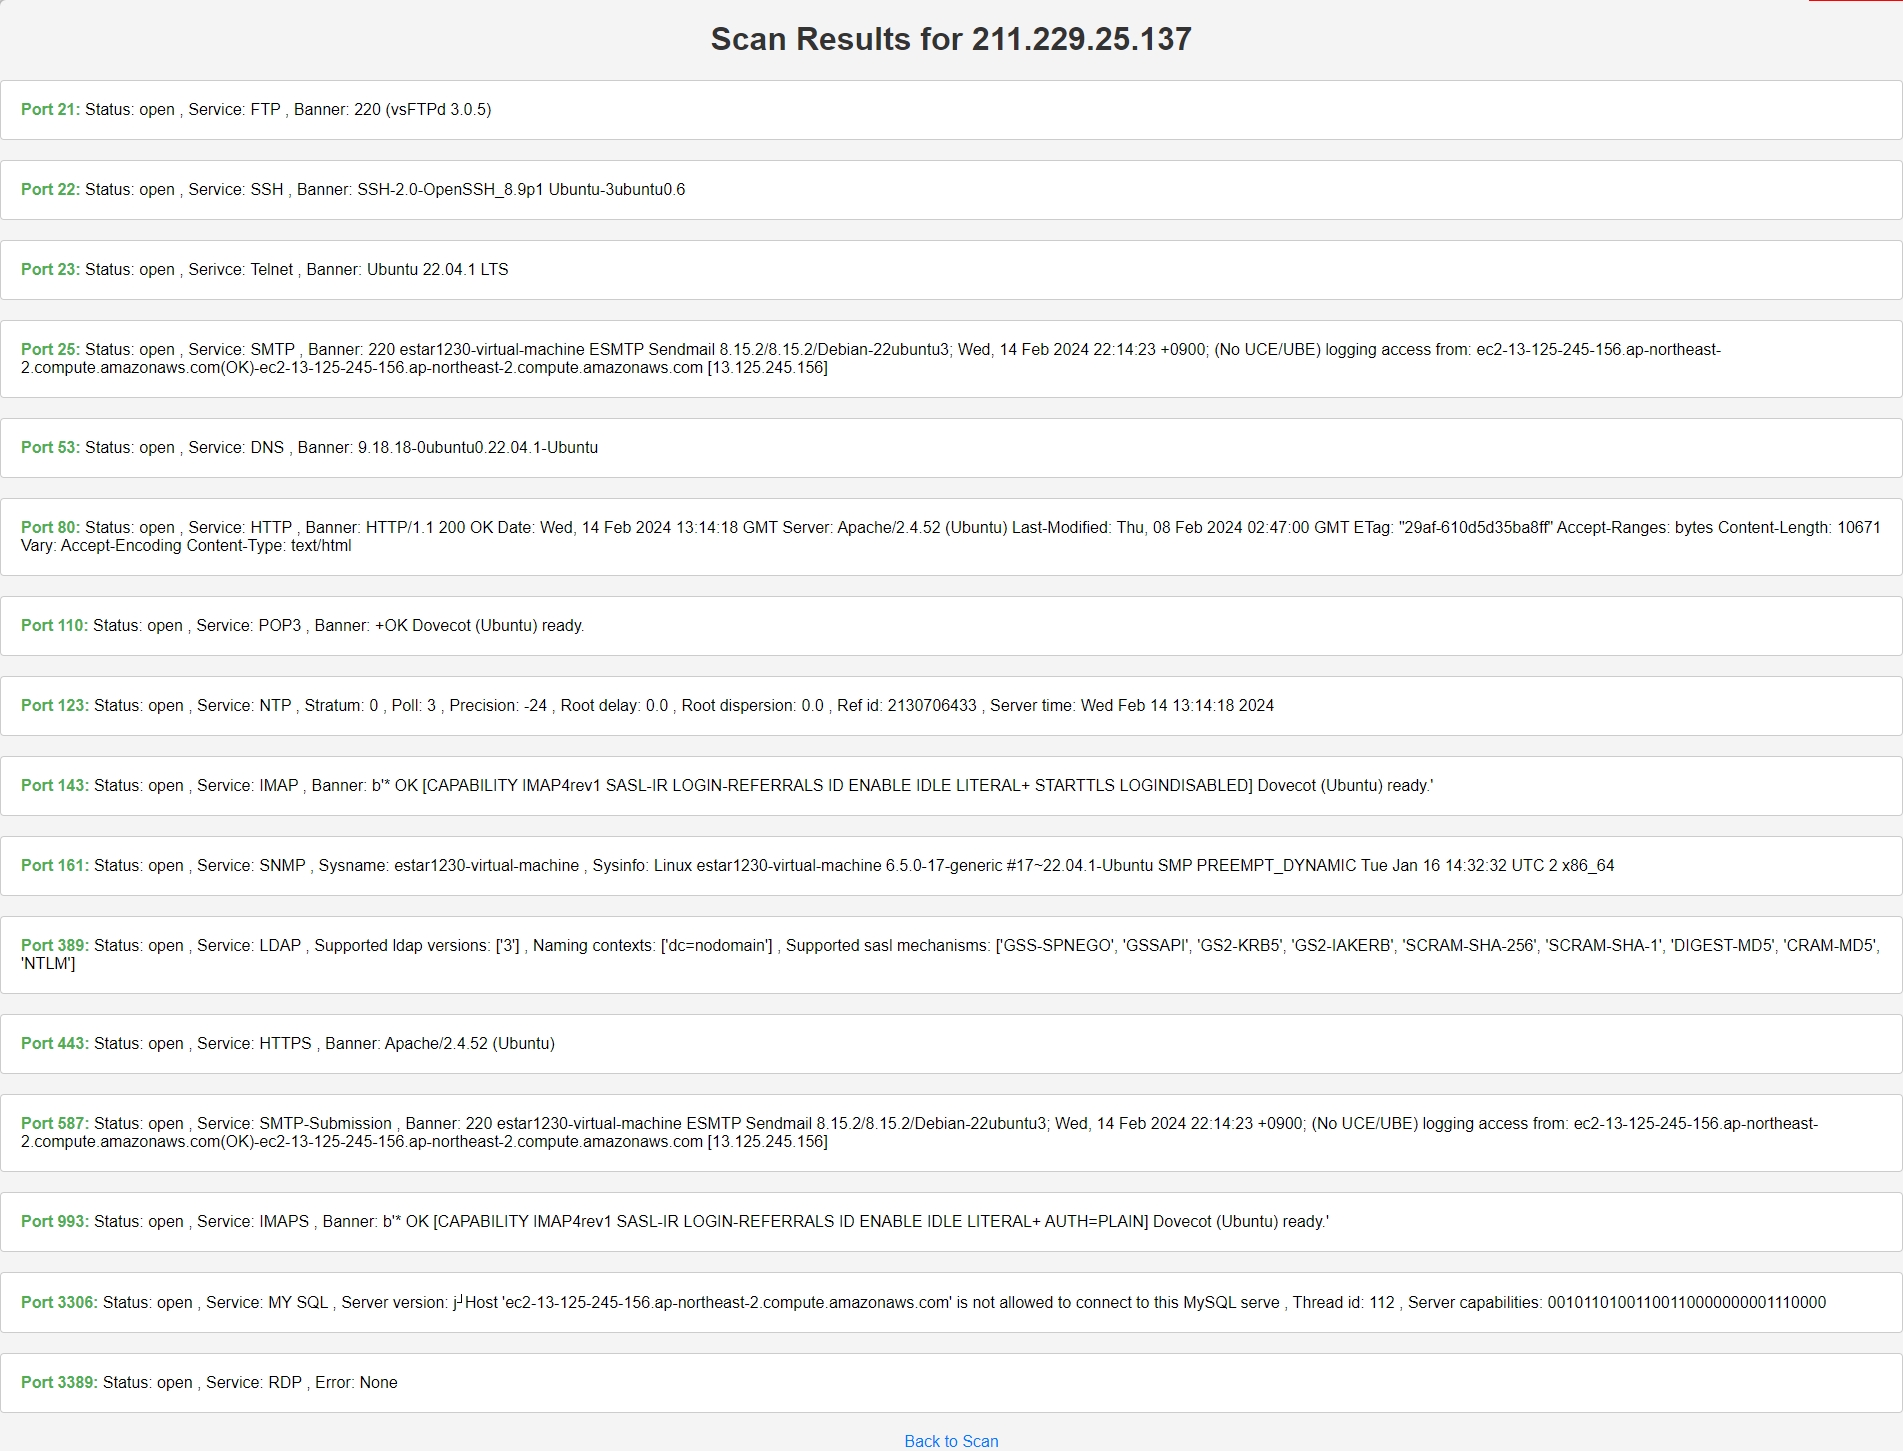 Scan Results for 211.229.25.137
Port 21: Status: open , Service: FTP , Banner: 220 (vsFTPd 3.0.5)
Port 22: Status: open , Service: SSH , Banner: SSH-2.0-OpenSSH_8.9p1 Ubuntu-3ubuntu0.6
Port 23: Status: open , Serivce: Telnet , Banner: Ubuntu 22.04.1 LTS
Port 25: Status: open , Service: SMTP , Banner: 220 estar1230-virtual-machine ESMTP Sendmail 8.15.2/8.15.2/Debian-22ubuntu3; Wed, 14 Feb 2024 22:14:23 +0900; (No UCE/UBE) logging access from: ec2-13-125-245-156.ap-northeast-
2.compute.amazonaws.com(OK)-ec2-13-125-245-156.ap-northeast-2.compute.amazonaws.com [13.125.245.156]
Port 53: Status: open , Service: DNS , Banner: 9.18.18-0ubuntu0.22.04.1-Ubuntu
Port 80: Status: open , Service: HTTP , Banner: HTTP/1.1 200 OK Date: Wed, 14 Feb 2024 13:14:18 GMT Server: Apache/2.4.52 (Ubuntu) Last-Modified: Thu, 08 Feb 2024 02:47:00 GMT ETag: "29af-610d5d35ba8ff" Accept-Ranges: bytes Content-Length: 10671
Vary: Accept-Encoding Content-Type: text/html
Port 110: Status: open , Service: POP3 , Banner: +OK Dovecot (Ubuntu) ready.
Port 123: Status: open , Service: NTP , Stratum: 0 , Poll: 3 , Precision: -24 , Root delay: 0.0 , Root dispersion: 0.0 , Ref id: 2130706433 , Server time: Wed Feb 14 13:14:18 2024
Port 143: Status: open , Service: IMAP , Banner: b'* OK [CAPABILITY IMAP4rev1 SASL-IR LOGIN-REFERRALS ID ENABLE IDLE LITERAL+ STARTTLS LOGINDISABLED] Dovecot (Ubuntu) ready.'
Port 161: Status: open , Service: SNMP , Sysname: estar1230-virtual-machine , Sysinfo: Linux estar1230-virtual-machine 6.5.0-17-generic #17~22.04.1-Ubuntu SMP PREEMPT_DYNAMIC Tue Jan 16 14:32:32 UTC 2 x86_64
Port 389: Status: open , Service: LDAP , Supported ldap versions: ['3'] , Naming contexts: ['dc=nodomain'] , Supported sasl mechanisms: ['GSS-SPNEGO', 'GSSAPI', 'GS2-KRB5', 'GS2-IAKERB', 'SCRAM-SHA-256', 'SCRAM-SHA-1', 'DIGEST-MD5', 'CRAM-MD5',
'NTLM']
Port 443: Status: open , Service: HTTPS , Banner: Apache/2.4.52 (Ubuntu)
Port 587: Status: open , Service: SMTP-Submission , Banner: 220 estar1230-virtual-machine ESMTP Sendmail 8.15.2/8.15.2/Debian-22ubuntu3; Wed, 14 Feb 2024 22:14:23 +0900; (No UCE/UBE) logging access from: ec2-13-125-245-156.ap-northeast-
2.compute.amazonaws.com(OK)-ec2-13-125-245-156.ap-northeast-2.compute.amazonaws.com [13.125.245.156]
Port 993: Status: open , Service: IMAPS , Banner: b'* OK [CAPABILITY IMAP4rev1 SASL-IR LOGIN-REFERRALS ID ENABLE IDLE LITERAL+ AUTH=PLAIN] Dovecot (Ubuntu) ready.'
Port 3306: Status: open , Service: MY SQL , Server version: j┘Host 'ec2-13-125-245-156.ap-northeast-2.compute.amazonaws.com' is not allowed to connect to this MySQL serve , Thread id: 112 , Server capabilities: 00101101001100110000000001110000
Port 3389: Status: open , Service: RDP , Error: None
Back to Scan